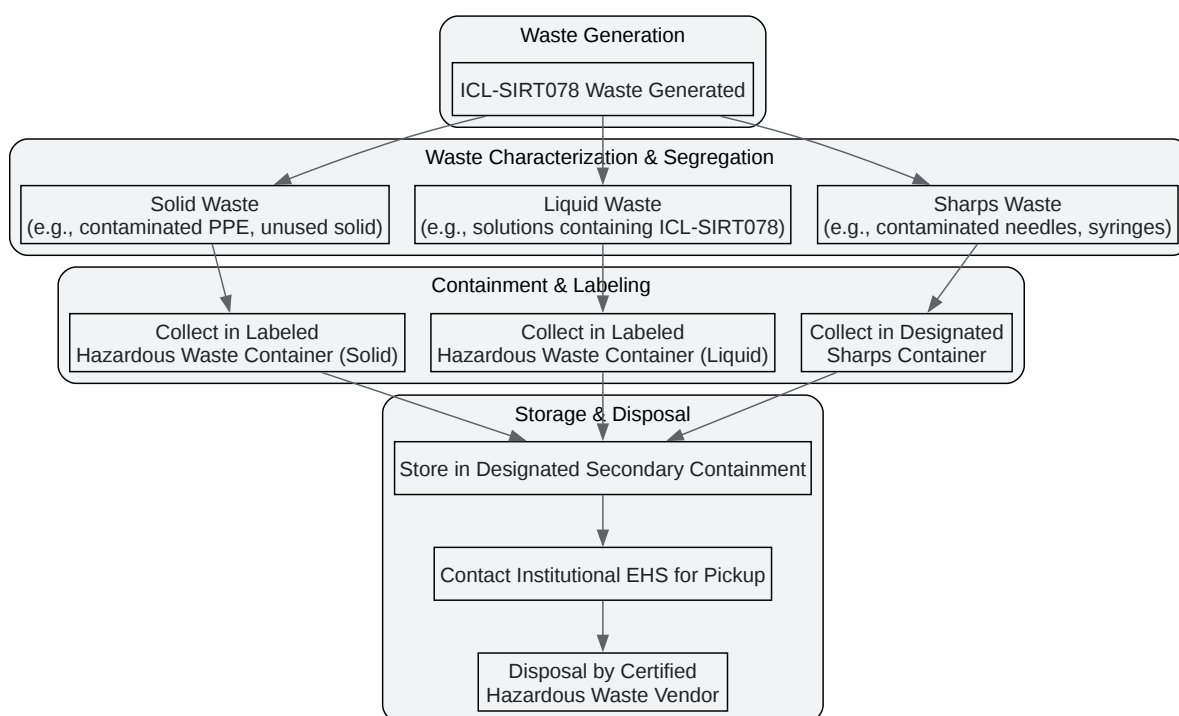 Waste Generation
ICL-SIRT078 Waste Generated
Waste Characterization & Segregation
Solid Waste
(e.g., contaminated PPE, unused solid)
Liquid Waste
(e.g., solutions containing ICL-SIRT078)
Sharps Waste
(e.g., contaminated needles, syringes)
Containment & Labeling
Collect in Labeled
Hazardous Waste Container (Solid)
Collect in Labeled
Hazardous Waste Container (Liquid)
Collect in Designated
Sharps Container
Storage & Disposal
Store in Designated Secondary Containment
Contact Institutional EHS for Pickup
Disposal by Certified
Hazardous Waste Vendor